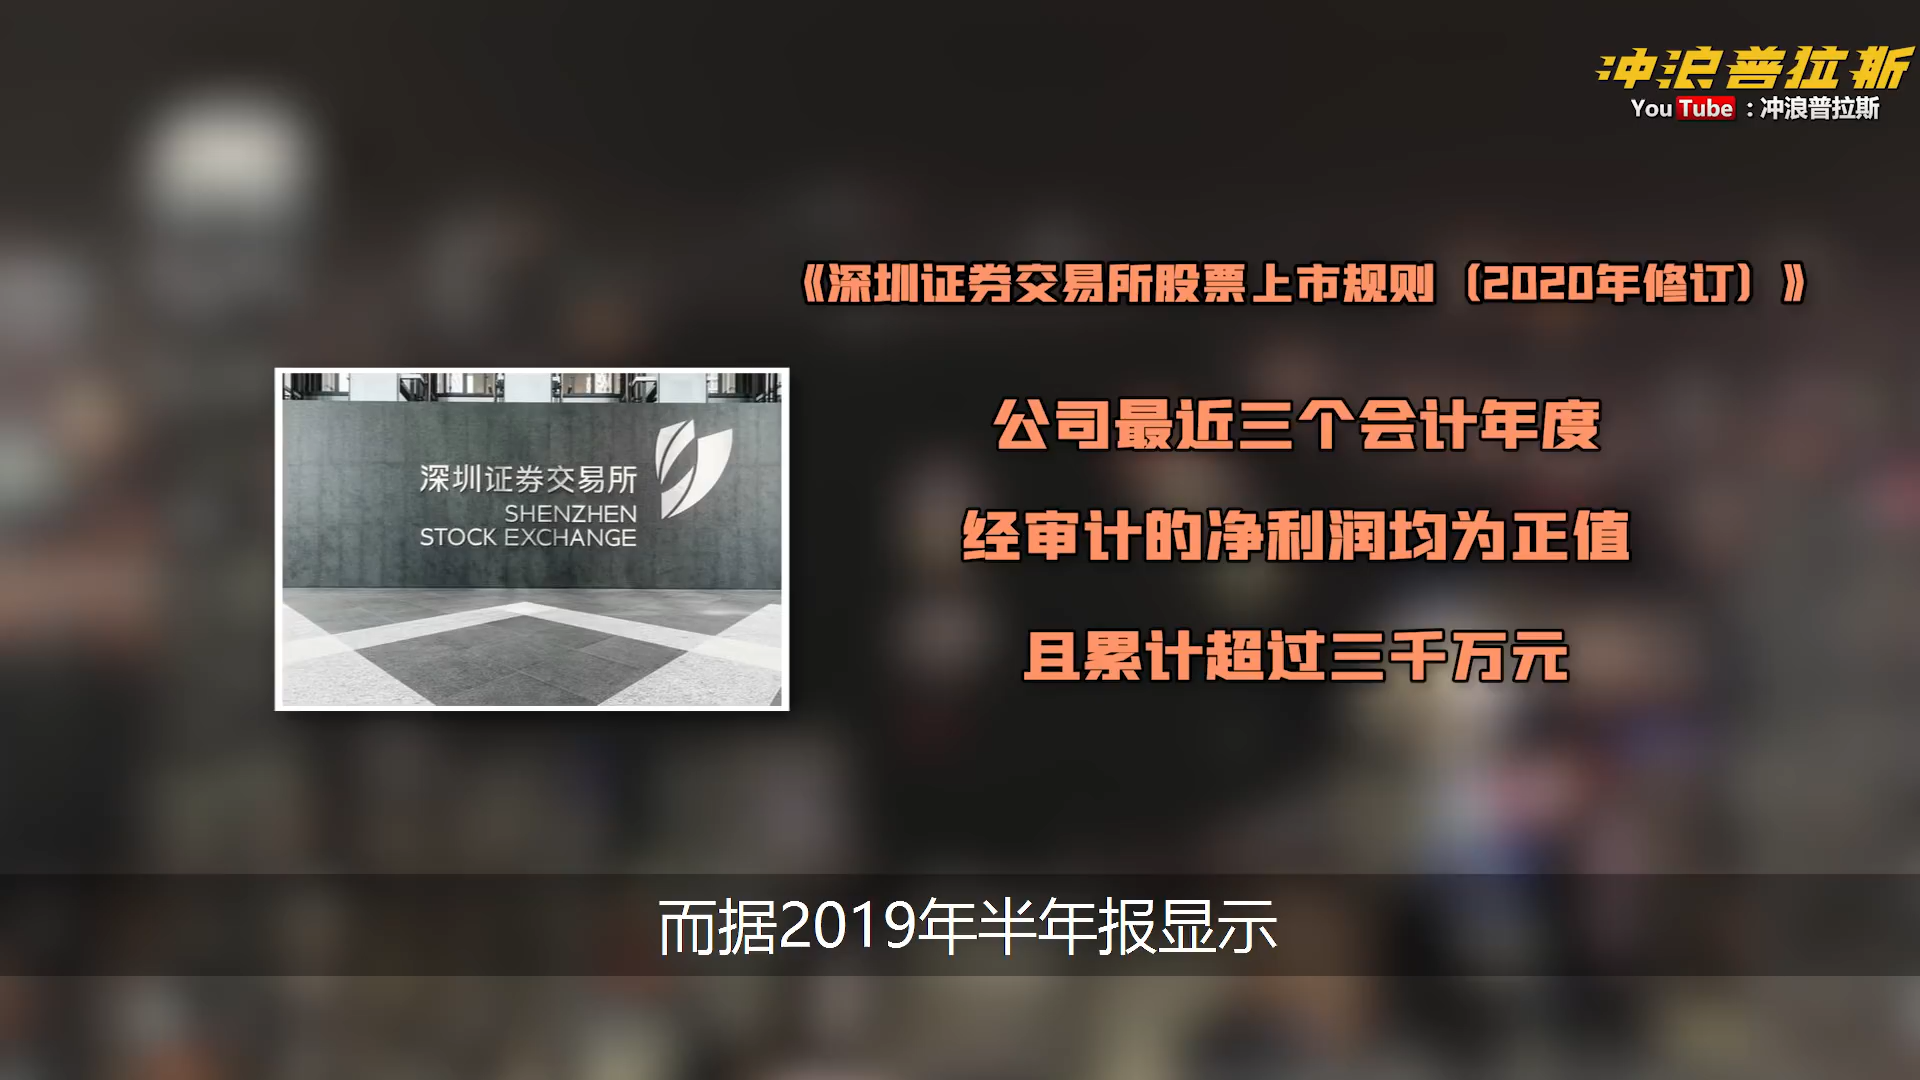 冲浪普拉斯
YouTube：冲浪普拉斯
《深圳证券交易所股票上市规则（2020年修订）》
公司最近三个会计年度
经审计的净利润均为正值
且累计超过三千万元
深圳证券交易所
SHENZHEN
STOCK EXCHANGE
而据2019年半年报显示